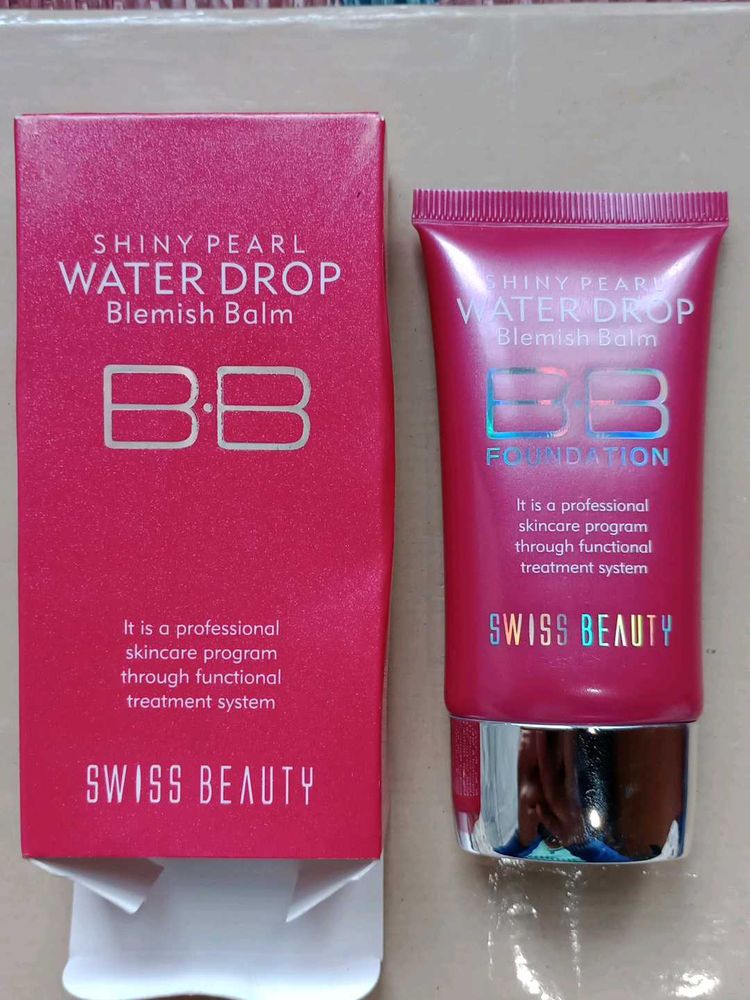 SHINY PEARL
WATER DROP
Blemish Balm
B·B
It is a professional
skincare program
through functional
treatment system
SWISS BEAUTY
SHINY PEARL
WATER DROP
Blemish Balm
B·B
FOUNDATION
It is a professional
skincare program
through functional
treatment system
SWISS BEAUTY